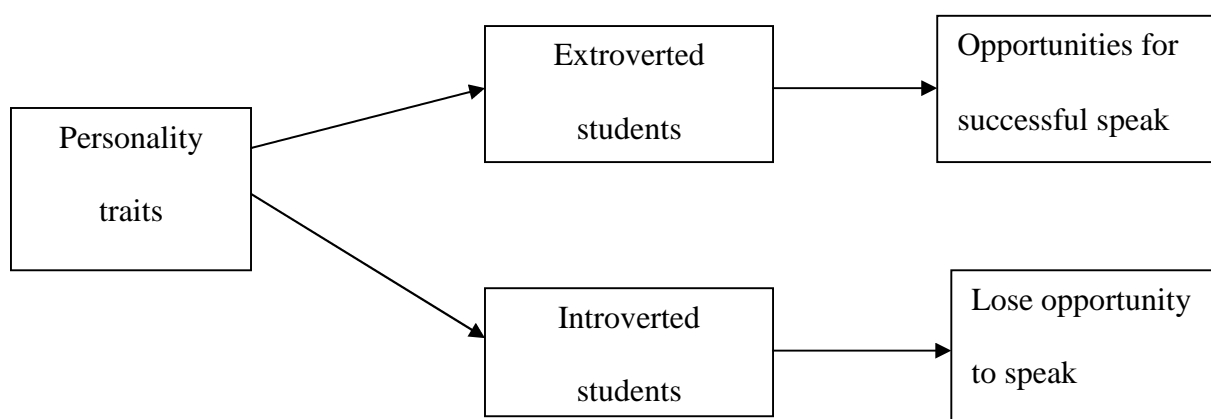 Personality
traits
Extroverted
students
Opportunities for
successful speak
Introverted
students
Lose opportunity
to speak